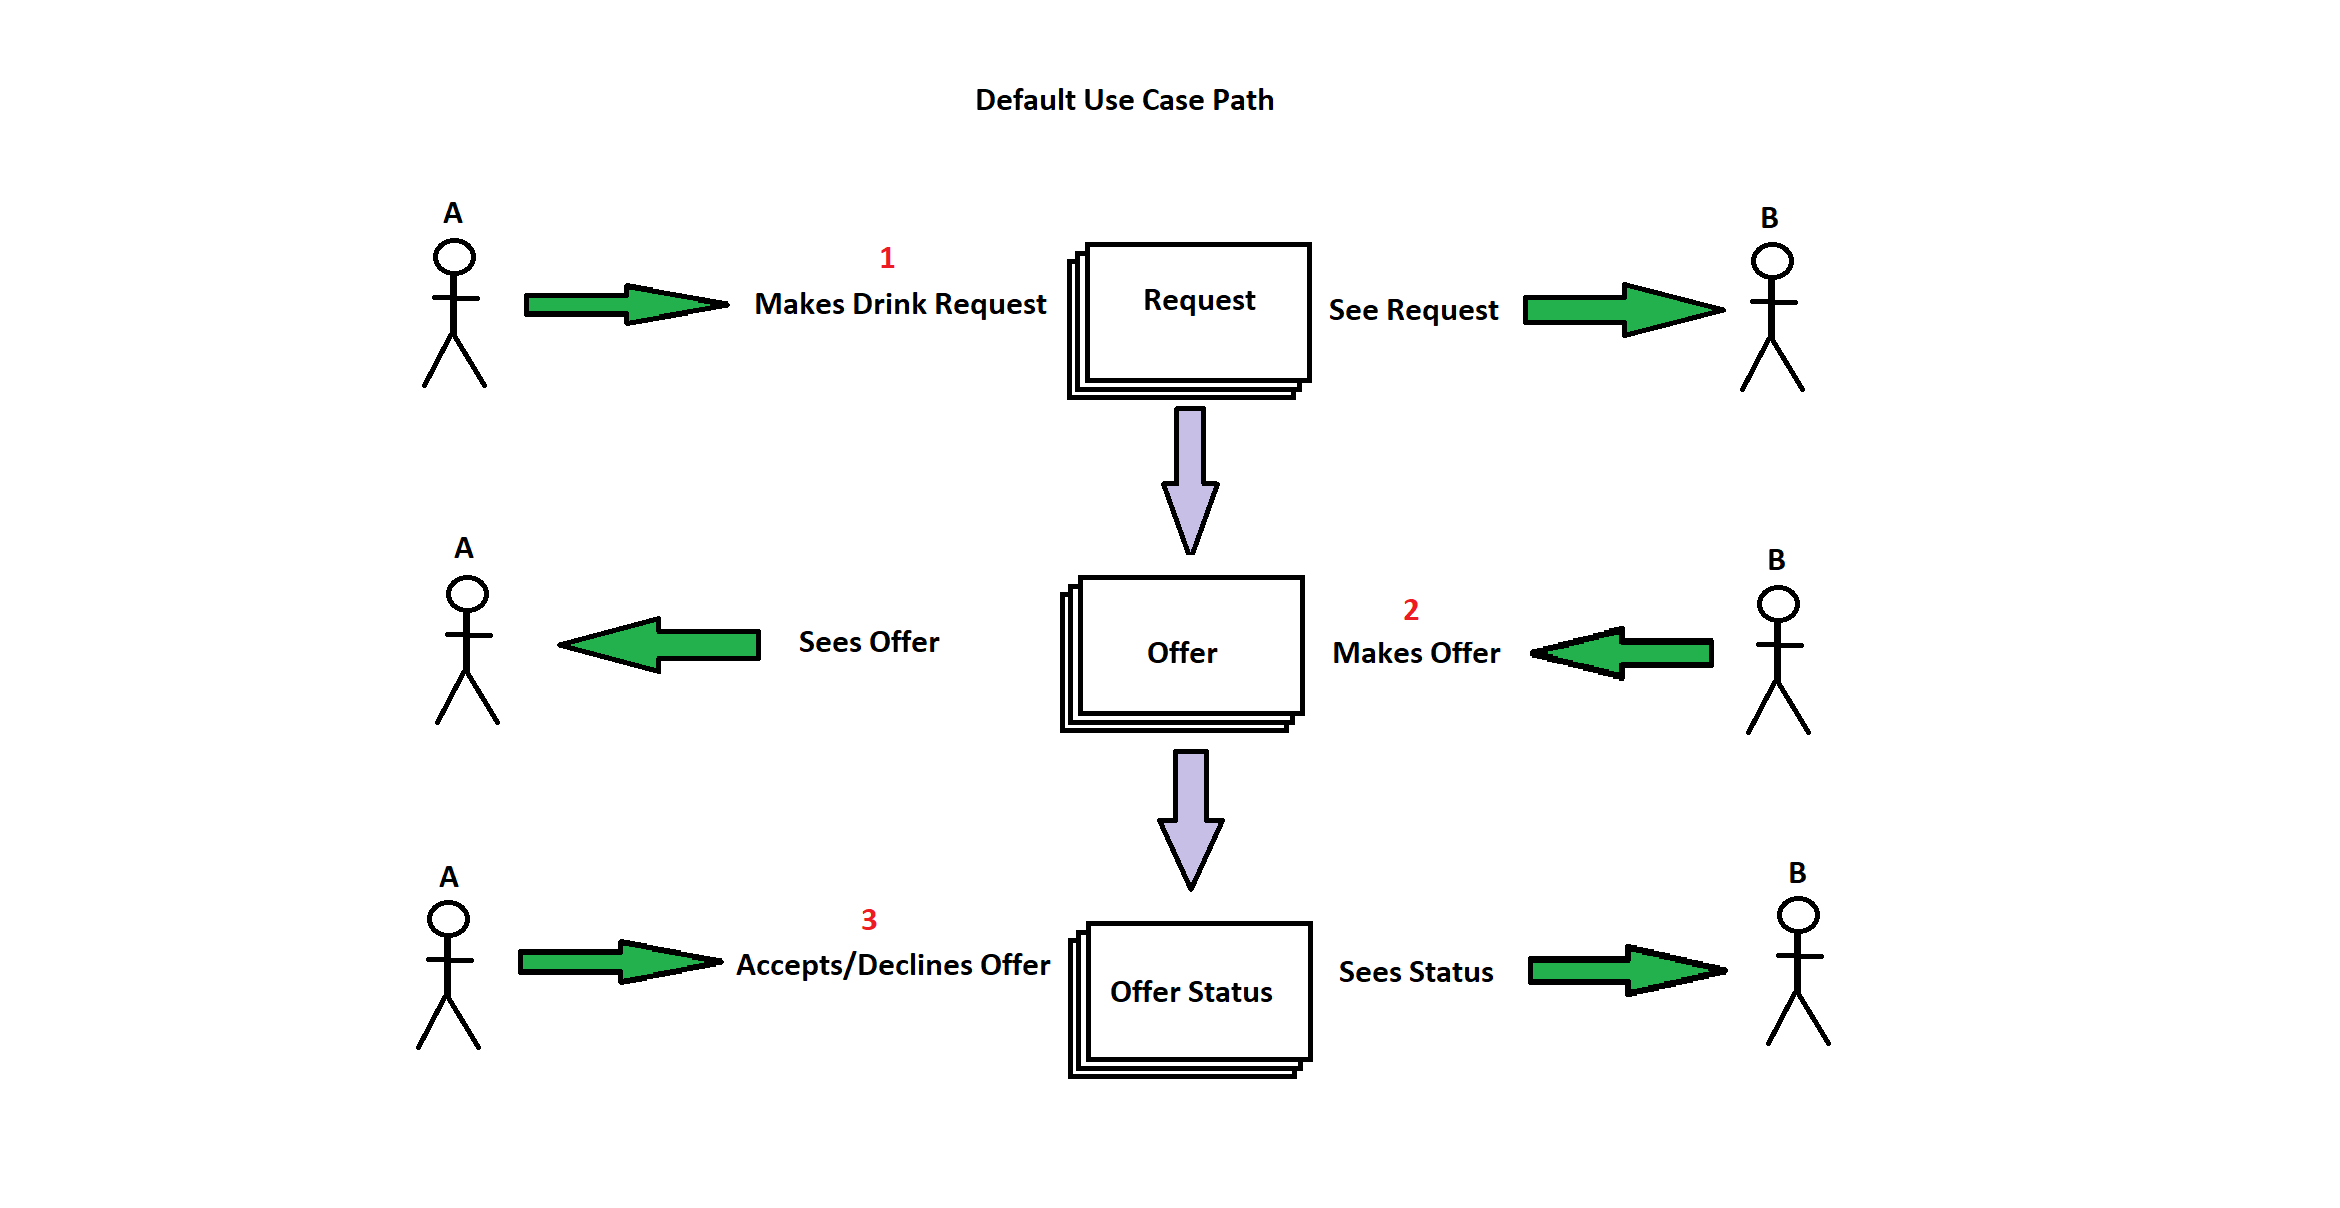 Default Use Case Path
A
B
1
Makes Drink Request
Request
See Request
A
B
Sees Offer
Offer
2
Makes Offer
A
B
3
Accepts/Declines Offer
Offer Status
Sees Status